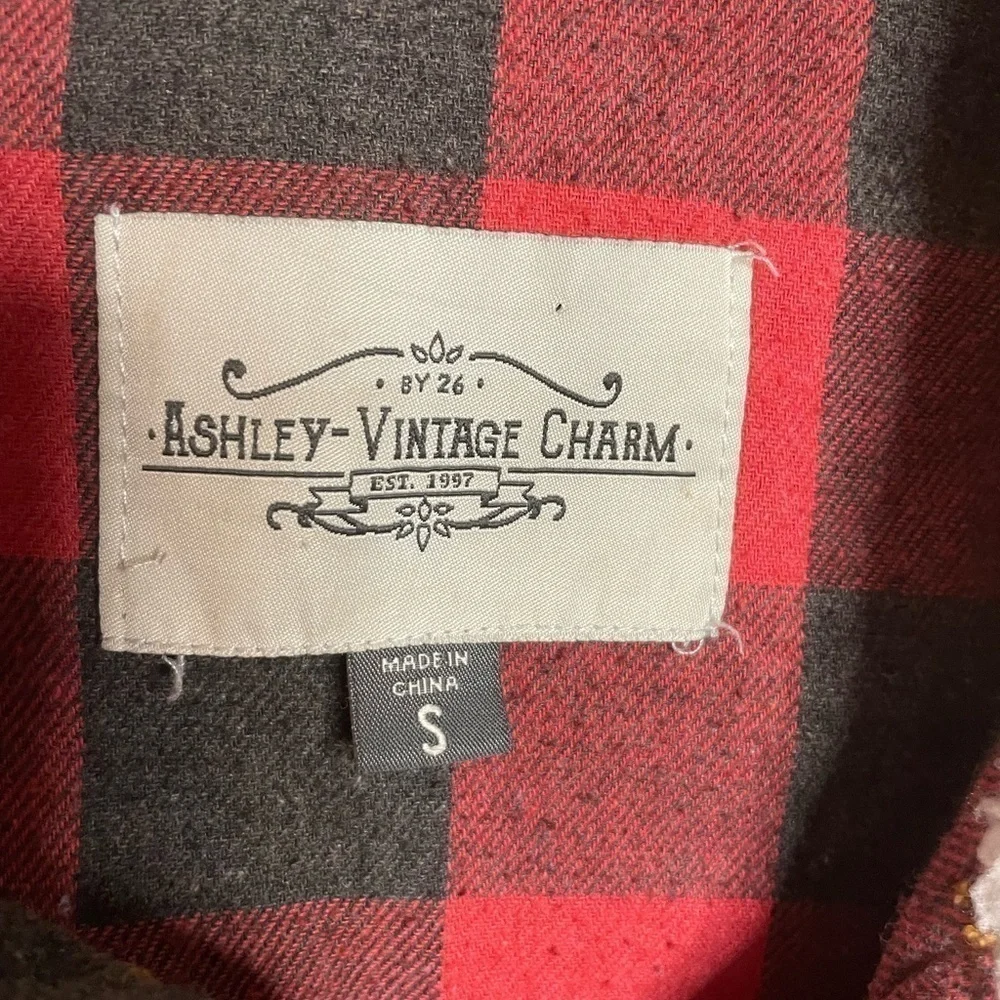 · BY 26 ·
· ASHLEY-VINTAGE CHARM ·
EST. 1997
MADE IN
CHINA
S